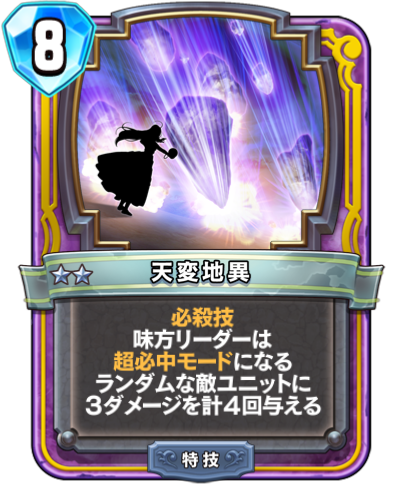 8
天変地異
必殺技
味方リーダーは
超必中モードになる
ランダムな敵ユニットに
3ダメージを計4回与える
特技